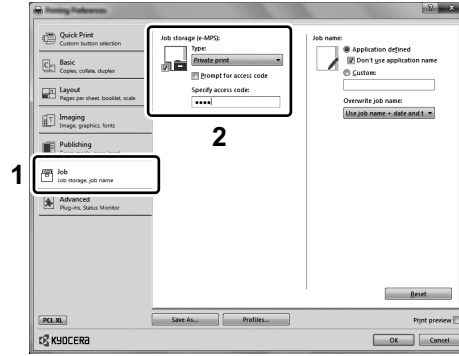 Printing Preferences
Quick Print
Custom button selection
Basic
Copies, collate, duplex
Layout
Pages per sheet, booklet, scale
Imaging
Image, graphics, fonts
Publishing
1
Job
Job storage, job name
Advanced
Plug-ins, Status Monitor
Job storage (e-MPS):
Type:
Private print
Prompt for access code
Specify access code:
••••
2
Job name:
Application defined
Don't use application name
Custom:
Overwrite job name:
Use job name + date and t
Reset
PCL XL
Save As...
Profiles...
Print preview
KYOCERA
OK
Cancel